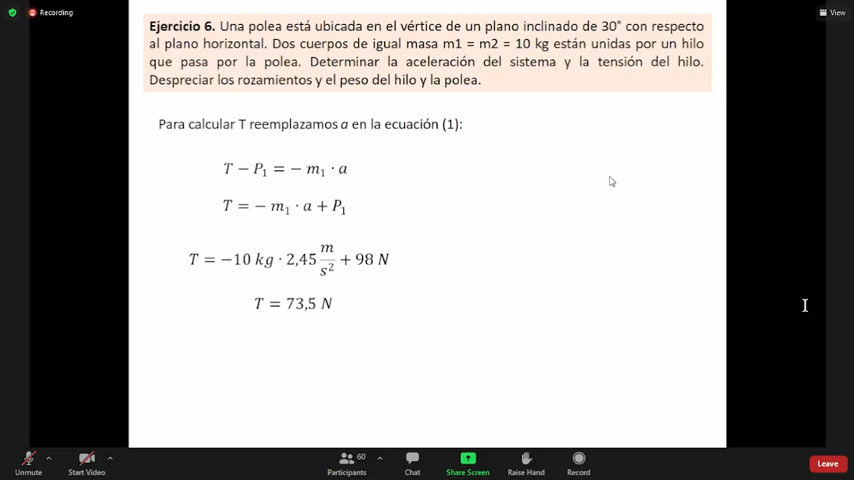 Recording
View
Ejercicio 6. Una polea está ubicada en el vértice de un plano inclinado de 30° con respecto
al plano horizontal. Dos cuerpos de igual masa m1 = m2 = 10 kg están unidas por un hilo
que pasa por la polea. Determinar la aceleración del sistema y la tensión del hilo.
Despreciar los rozamientos y el peso del hilo y la polea.
Para calcular T reemplazamos a en la ecuación (1):
T − P₁ = − m₁ · a
T = − m₁ · a + P₁
T = −10 kg · 2,45 m/s² + 98 N
T = 73,5 N
Unmute
Start Video
Participants
60
Chat
Share Screen
Raise Hand
Record
Leave